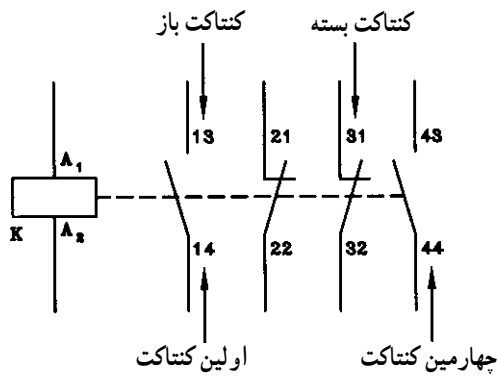 کنتاکت باز
کنتاکت بسته
13 21 31 43
A₁
K A₂
14 22 32 44
اولین کنتاکت
چهارمین کنتاکت